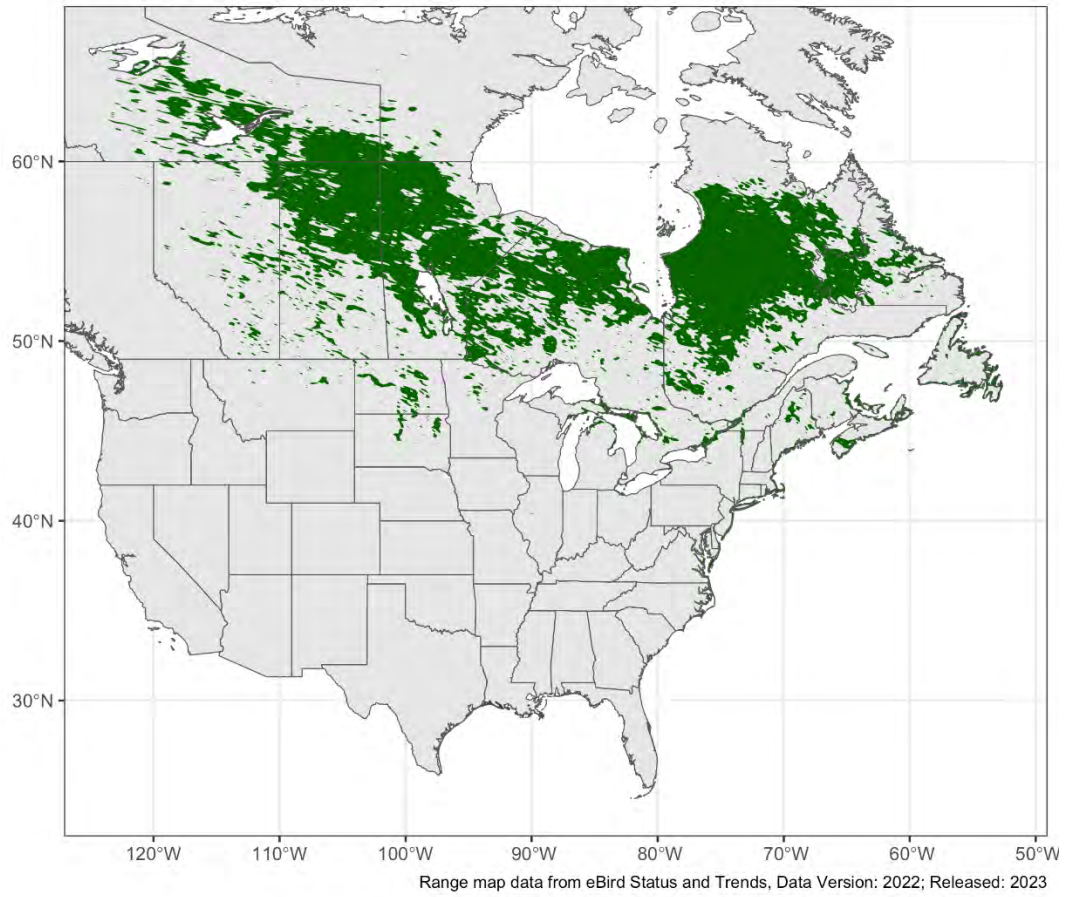 60°N
50°N
40°N
30°N
120°W 110°W 100°W 90°W 80°W 70°W 60°W 50°W
Range map data from eBird Status and Trends, Data Version: 2022; Released: 2023